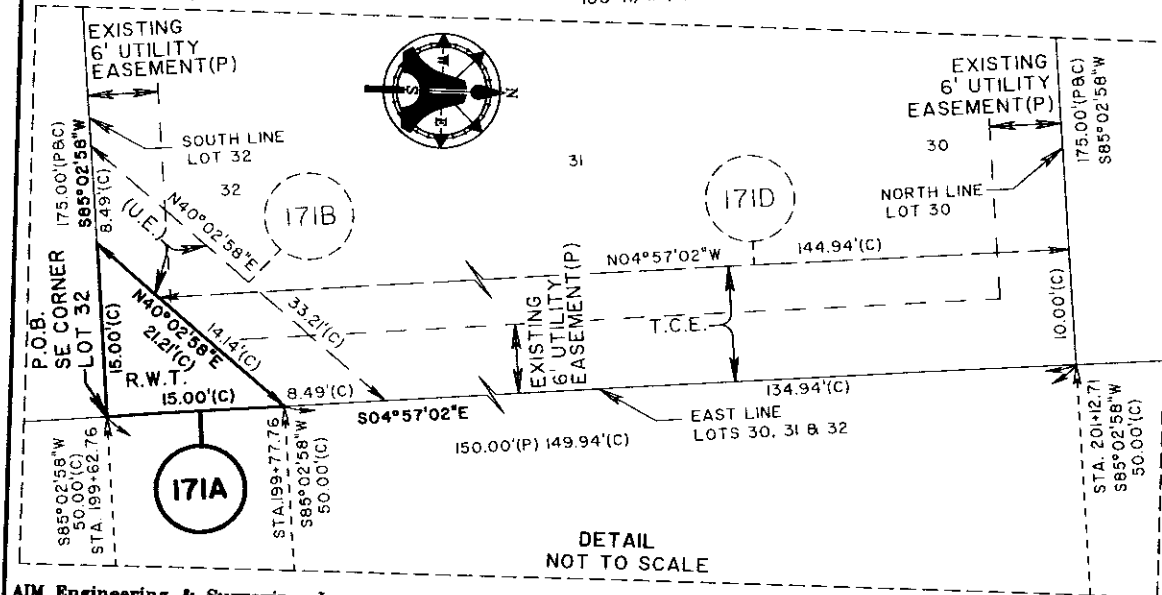 EXISTING
6' UTILITY
EASEMENT(P)
W
S
N
E
EXISTING
6' UTILITY
EASEMENT(P)
175.00'(P&C)
S85°02'58"W
SOUTH LINE
LOT 32
32
31
30
NORTH LINE
LOT 30
175.00'(P&C)
S85°02'58"W
8.49'(C)
(U.E.)
N40°02'58"E
33.21'(C)
171B
171D
N04°57'02"W
144.94'(C)
P.O.B.
SE CORNER
LOT 32
15.00'(C)
N40°02'58"E
21.21'(C)
14.14'(C)
R.W.T.
15.00'(C)
8.49'(C)
S04°57'02"E
EXISTING
6' UTILITY
EASEMENT(P)
T.C.E.
10.00'(C)
134.94'(C)
EAST LINE
LOTS 30, 31 & 32
150.00'(P) 149.94'(C)
S85°02'58"W
50.00'(C)
STA. 199+62.76
171A
STA.199+77.76
S85°02'58"W
50.00'(C)
STA. 201+12.71
S85°02'58"W
50.00'(C)
DETAIL
NOT TO SCALE
AIM Engineering &